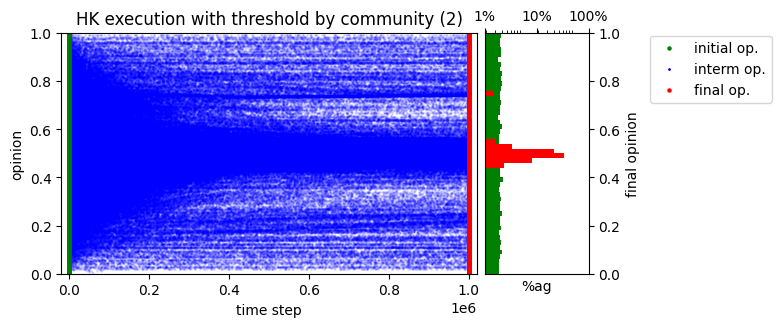 HK execution with threshold by community (2)
1% 10% 100%
initial op.
interm op.
final op.
1.0
0.8
0.6
0.4
0.2
0.0
opinion
1.0
0.8
0.6
0.4
0.2
0.0
final opinion
0.0 0.2 0.4 0.6 0.8 1.0
1e6
time step
%ag